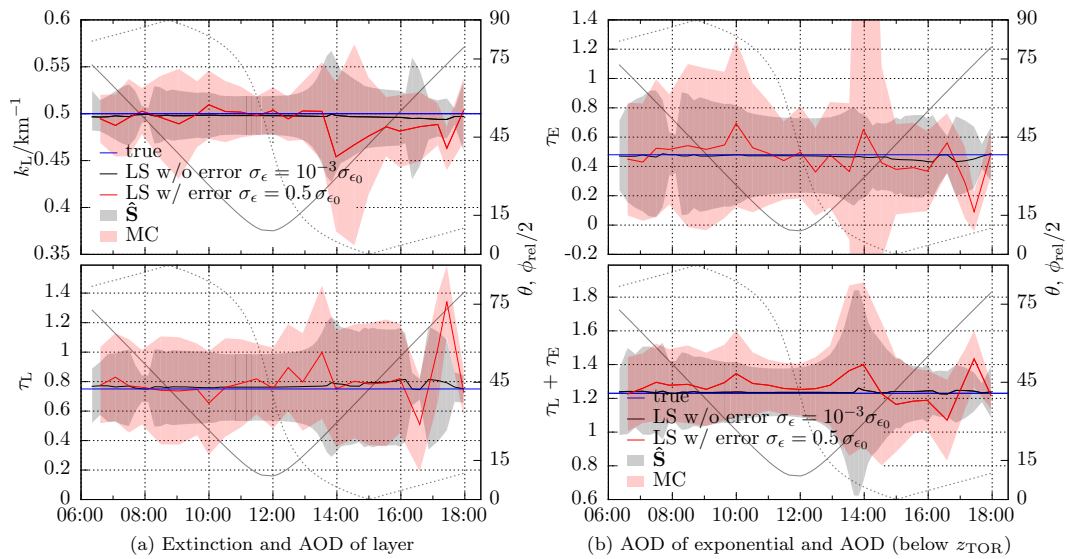 0.6
0.55
0.5
0.45
0.4
0.35
k_L/km⁻¹
true
LS w/o error σ_ϵ = 10⁻³σ_ϵ₀
LS w/ error σ_ϵ = 0.5 σ_ϵ₀
Ŝ
MC
1.4
1.2
1
0.8
0.6
0.4
0.2
0
τ_L
75
45
15
0
θ, ϕ_rel/2
06:00 08:00 10:00 12:00 14:00 16:00 18:00
(a) Extinction and AOD of layer
1.4
1.2
1
0.8
0.6
0.4
0.2
0
-0.2
τ_E
90
75
45
15
0
θ, ϕ_rel/2
1.8
1.6
1.4
1.2
1
0.8
0.6
τ_L + τ_E
true
LS w/o error σ_ϵ = 10⁻³σ_ϵ₀
LS w/ error σ_ϵ = 0.5 σ_ϵ₀
Ŝ
MC
75
45
15
0
06:00 08:00 10:00 12:00 14:00 16:00 18:00
(b) AOD of exponential and AOD (below z_TOR)